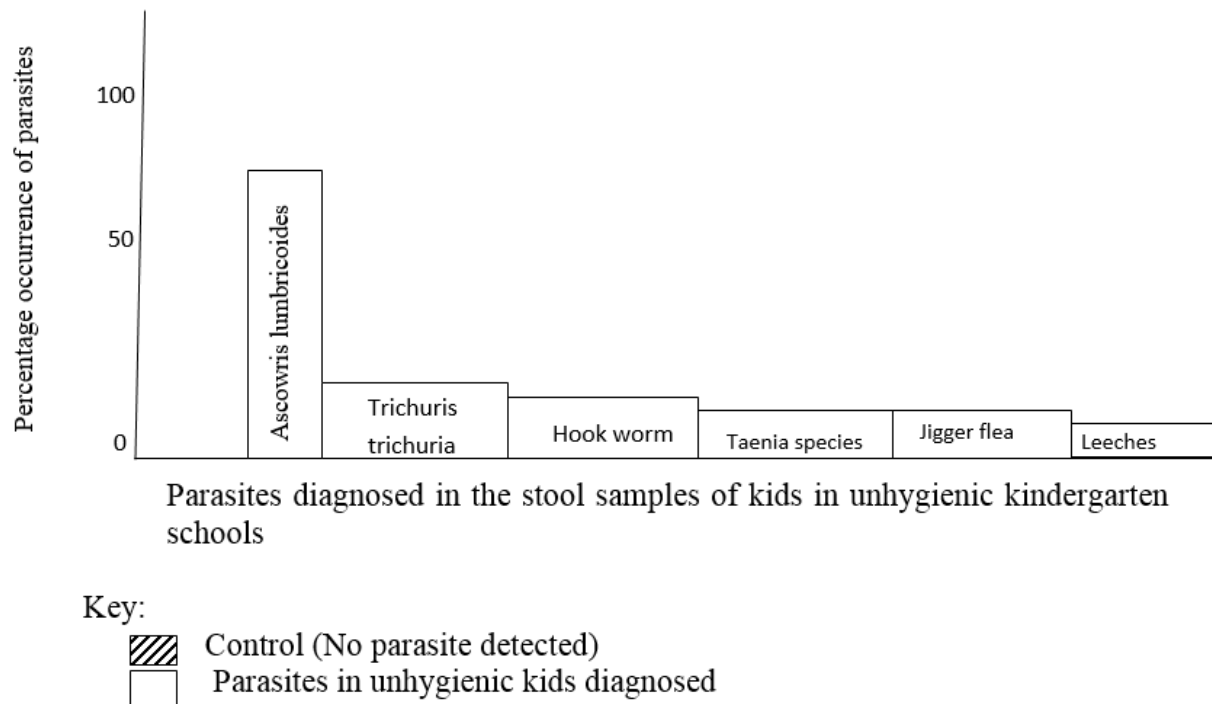 Percentage occurrence of parasites
100
50
0
Ascowris lumbricoides
Trichuris
trichuria
Hook worm
Taenia species
Jigger flea
Leeches
Parasites diagnosed in the stool samples of kids in unhygienic kindergarten
schools
Key:
Control (No parasite detected)
Parasites in unhygienic kids diagnosed